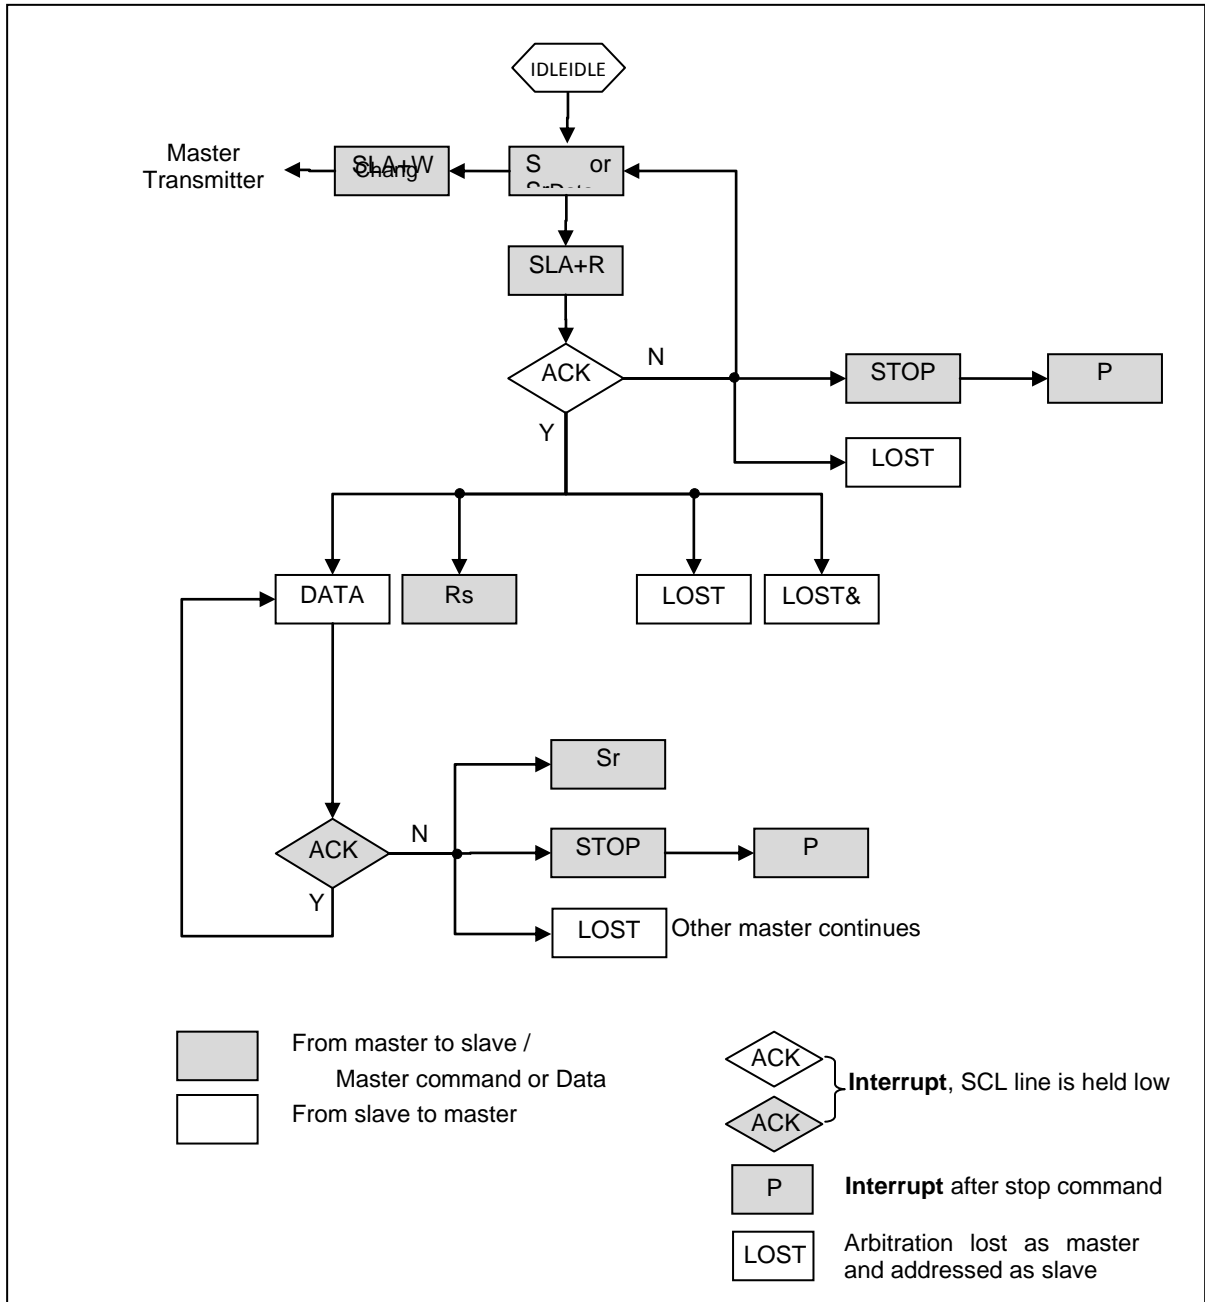 IDLEIDLE
Master
Transmitter
SLA+W
Chang
S or
SrData
SLA+R
ACK
N
STOP
P
Y
LOST
DATA
Rs
LOST
LOST&
Sr
ACK
N
STOP
P
Y
LOST
Other master continues
From master to slave /
Master command or Data
From slave to master
ACK
Interrupt, SCL line is held low
ACK
P
Interrupt after stop command
LOST
Arbitration lost as master
and addressed as slave